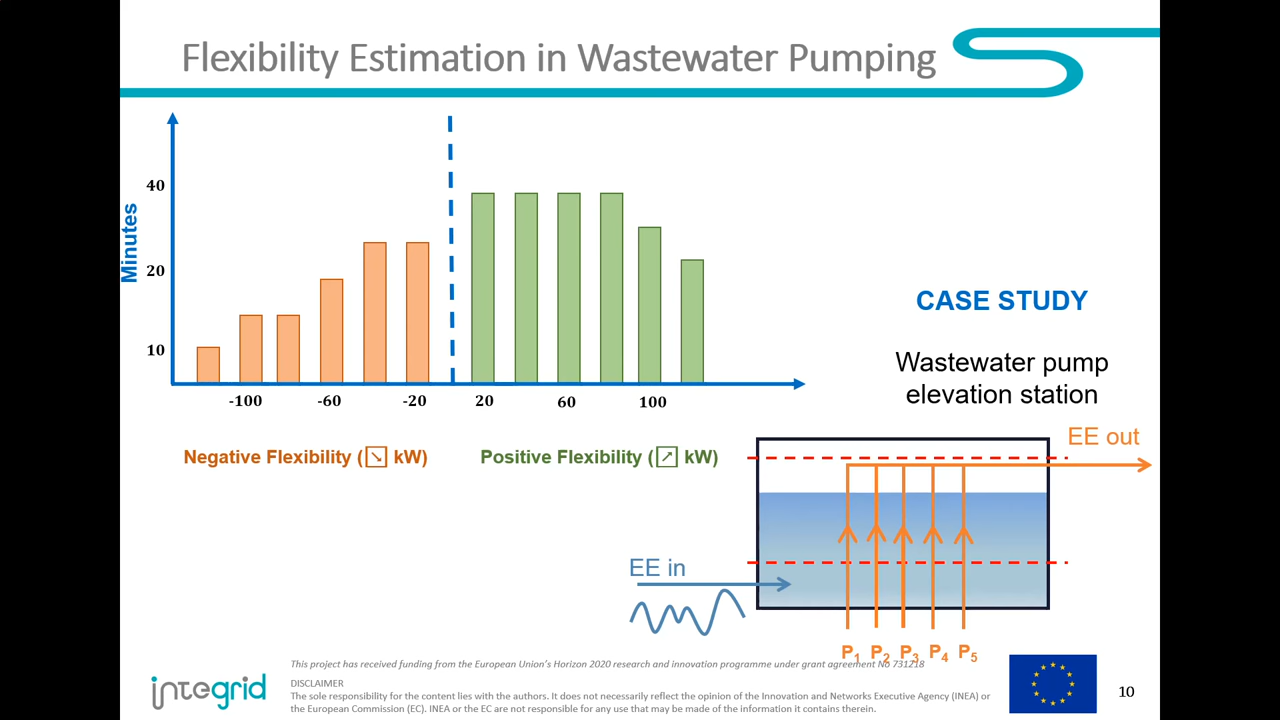 Flexibility Estimation in Wastewater Pumping
Minutes
40
20
10
-100
-60
-20
20
60
100
Negative Flexibility (↘ kW)
Positive Flexibility (↗ kW)
CASE STUDY
Wastewater pump
elevation station
EE out
EE in
P1 P2 P3 P4 P5
This project has received funding from the European Union's Horizon 2020 research and innovation programme under grant agreement No 731218
DISCLAIMER
The sole responsibility for the content lies with the authors. It does not necessarily reflect the opinion of the Innovation and Networks Executive Agency (INEA) or
the European Commission (EC). INEA or the EC are not responsible for any use that may be made of the information it contains therein.
integrid
10